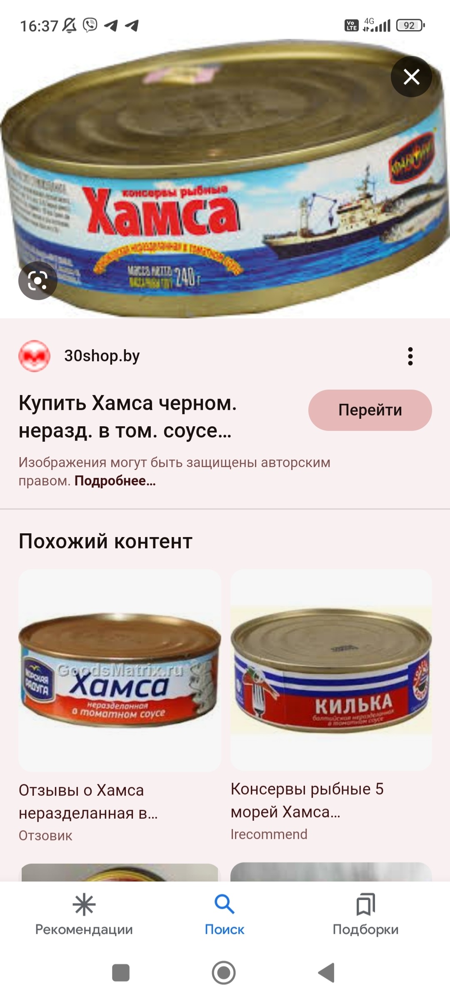 16:37
Vo LTE 4G 92
консервы рыбные
Хамса
черноморская неразделанная в томатном соусе
масса нетто 240 г
30shop.by
Купить Хамса черном.
неразд. в том. соусе...
Перейти
Изображения могут быть защищены авторским
правом. Подробнее...
Похожий контент
GoodsMatrix.ru
МОРСКАЯ
РАДУГА
Хамса
неразделанная
в томатном соусе
КИЛЬКА
балтийская неразделанная
в томатном соусе
Отзывы о Хамса
неразделанная в...
Отзовик
Консервы рыбные 5
морей Хамса...
Irecommend
Рекомендации
Поиск
Подборки